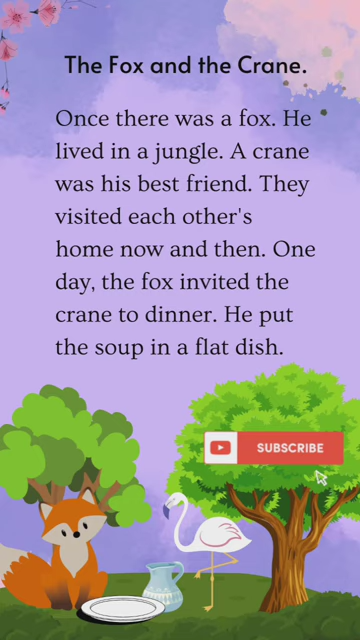 The Fox and the Crane.
Once there was a fox. He
lived in a jungle. A crane
was his best friend. They
visited each other's
home now and then. One
day, the fox invited the
crane to dinner. He put
the soup in a flat dish.
SUBSCRIBE